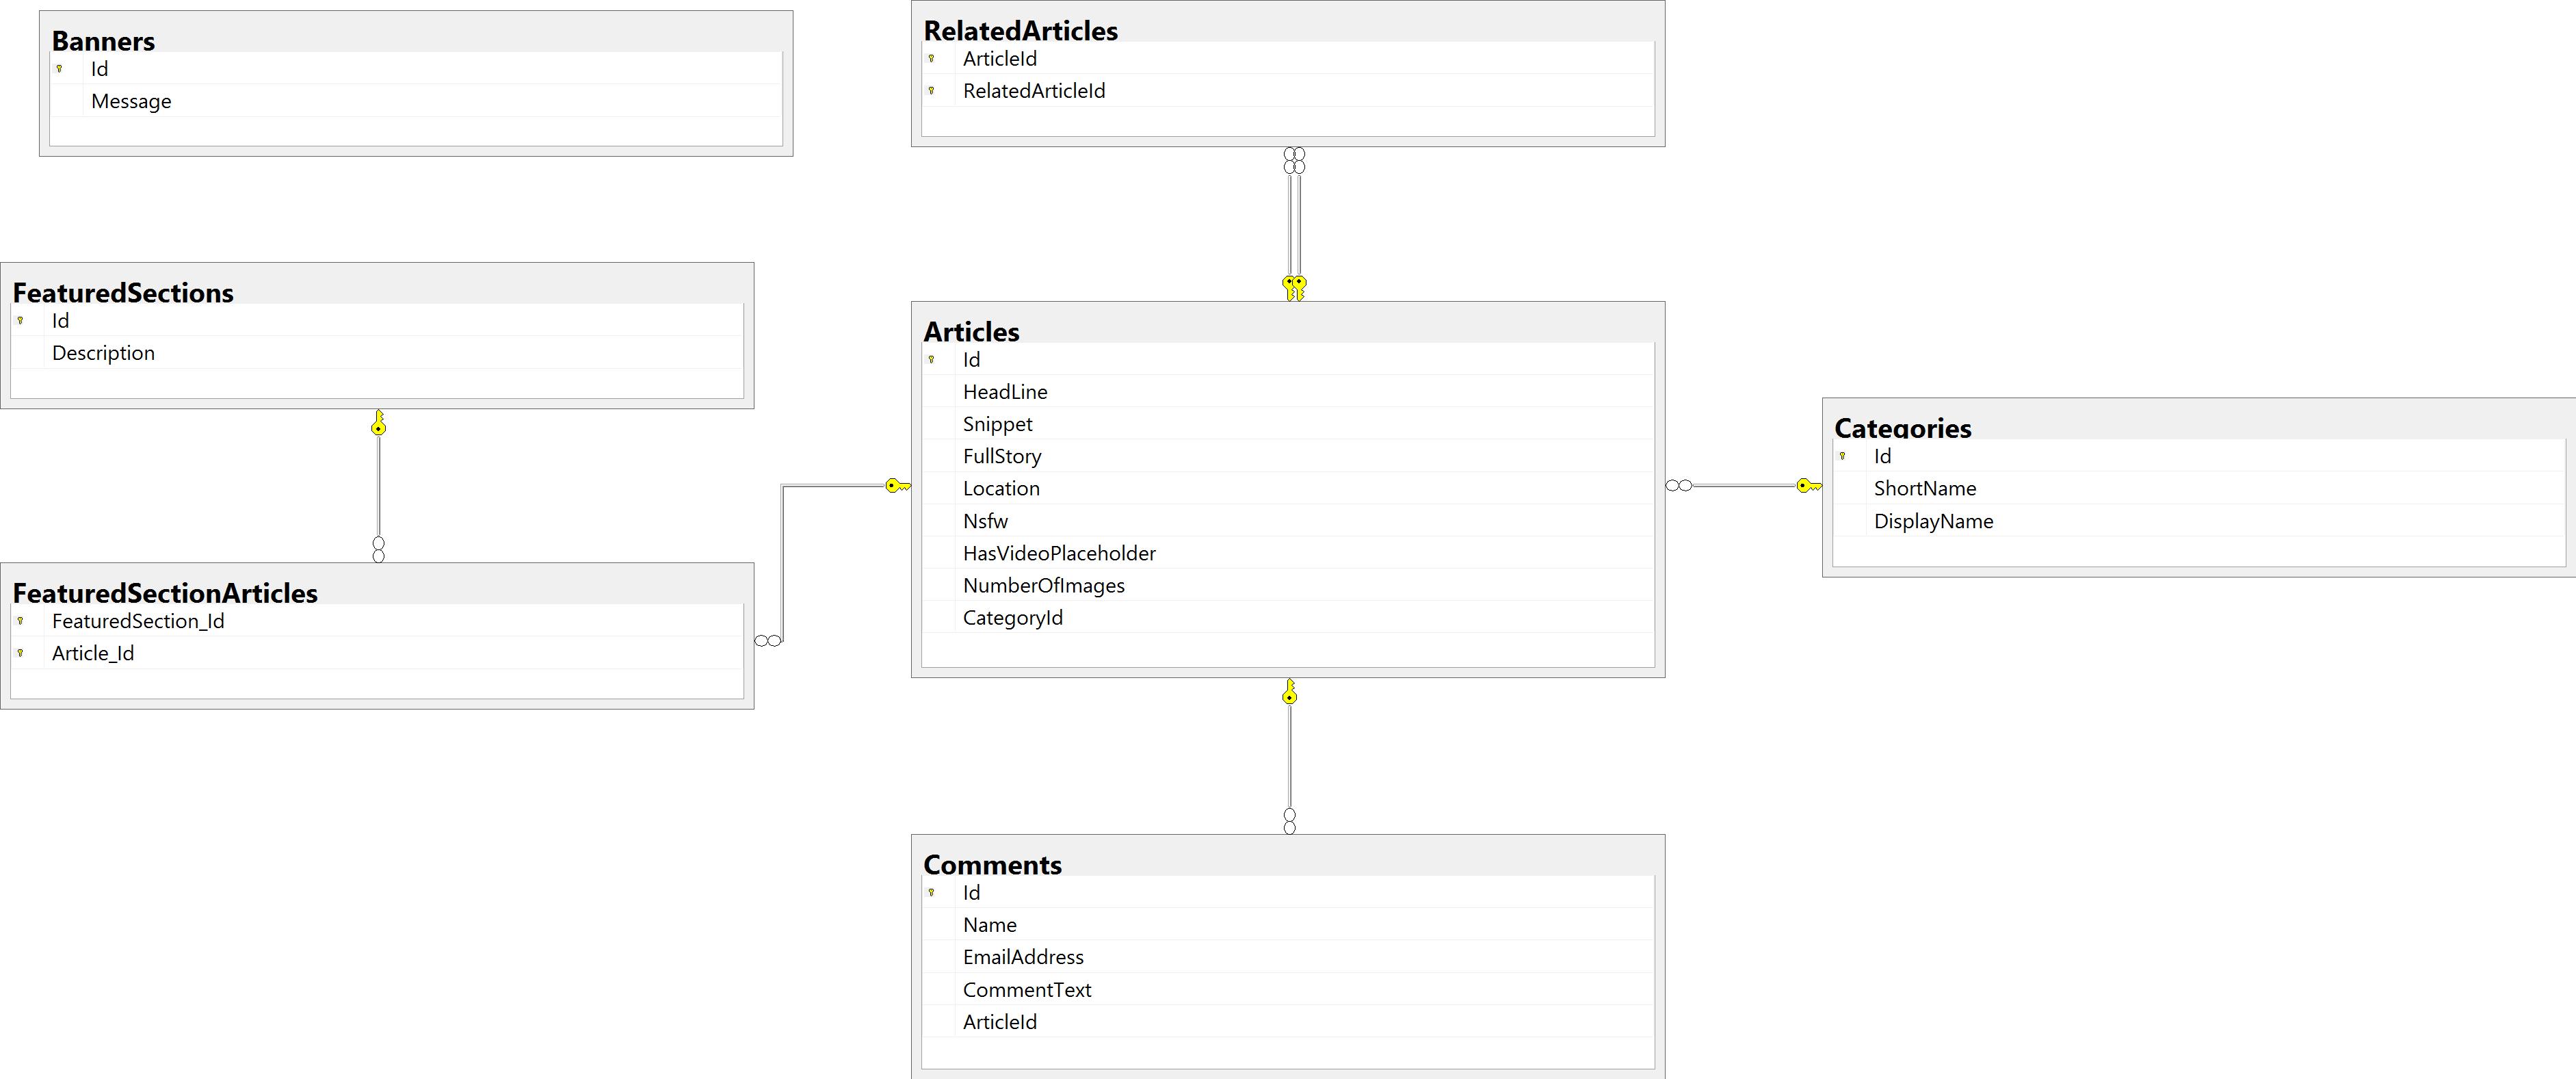 Banners
Id
Message
RelatedArticles
ArticleId
RelatedArticleId
FeaturedSections
Id
Description
Articles
Id
HeadLine
Snippet
FullStory
Location
Nsfw
HasVideoPlaceholder
NumberOfImages
CategoryId
Categories
Id
ShortName
DisplayName
FeaturedSectionArticles
FeaturedSection_Id
Article_Id
Comments
Id
Name
EmailAddress
CommentText
ArticleId